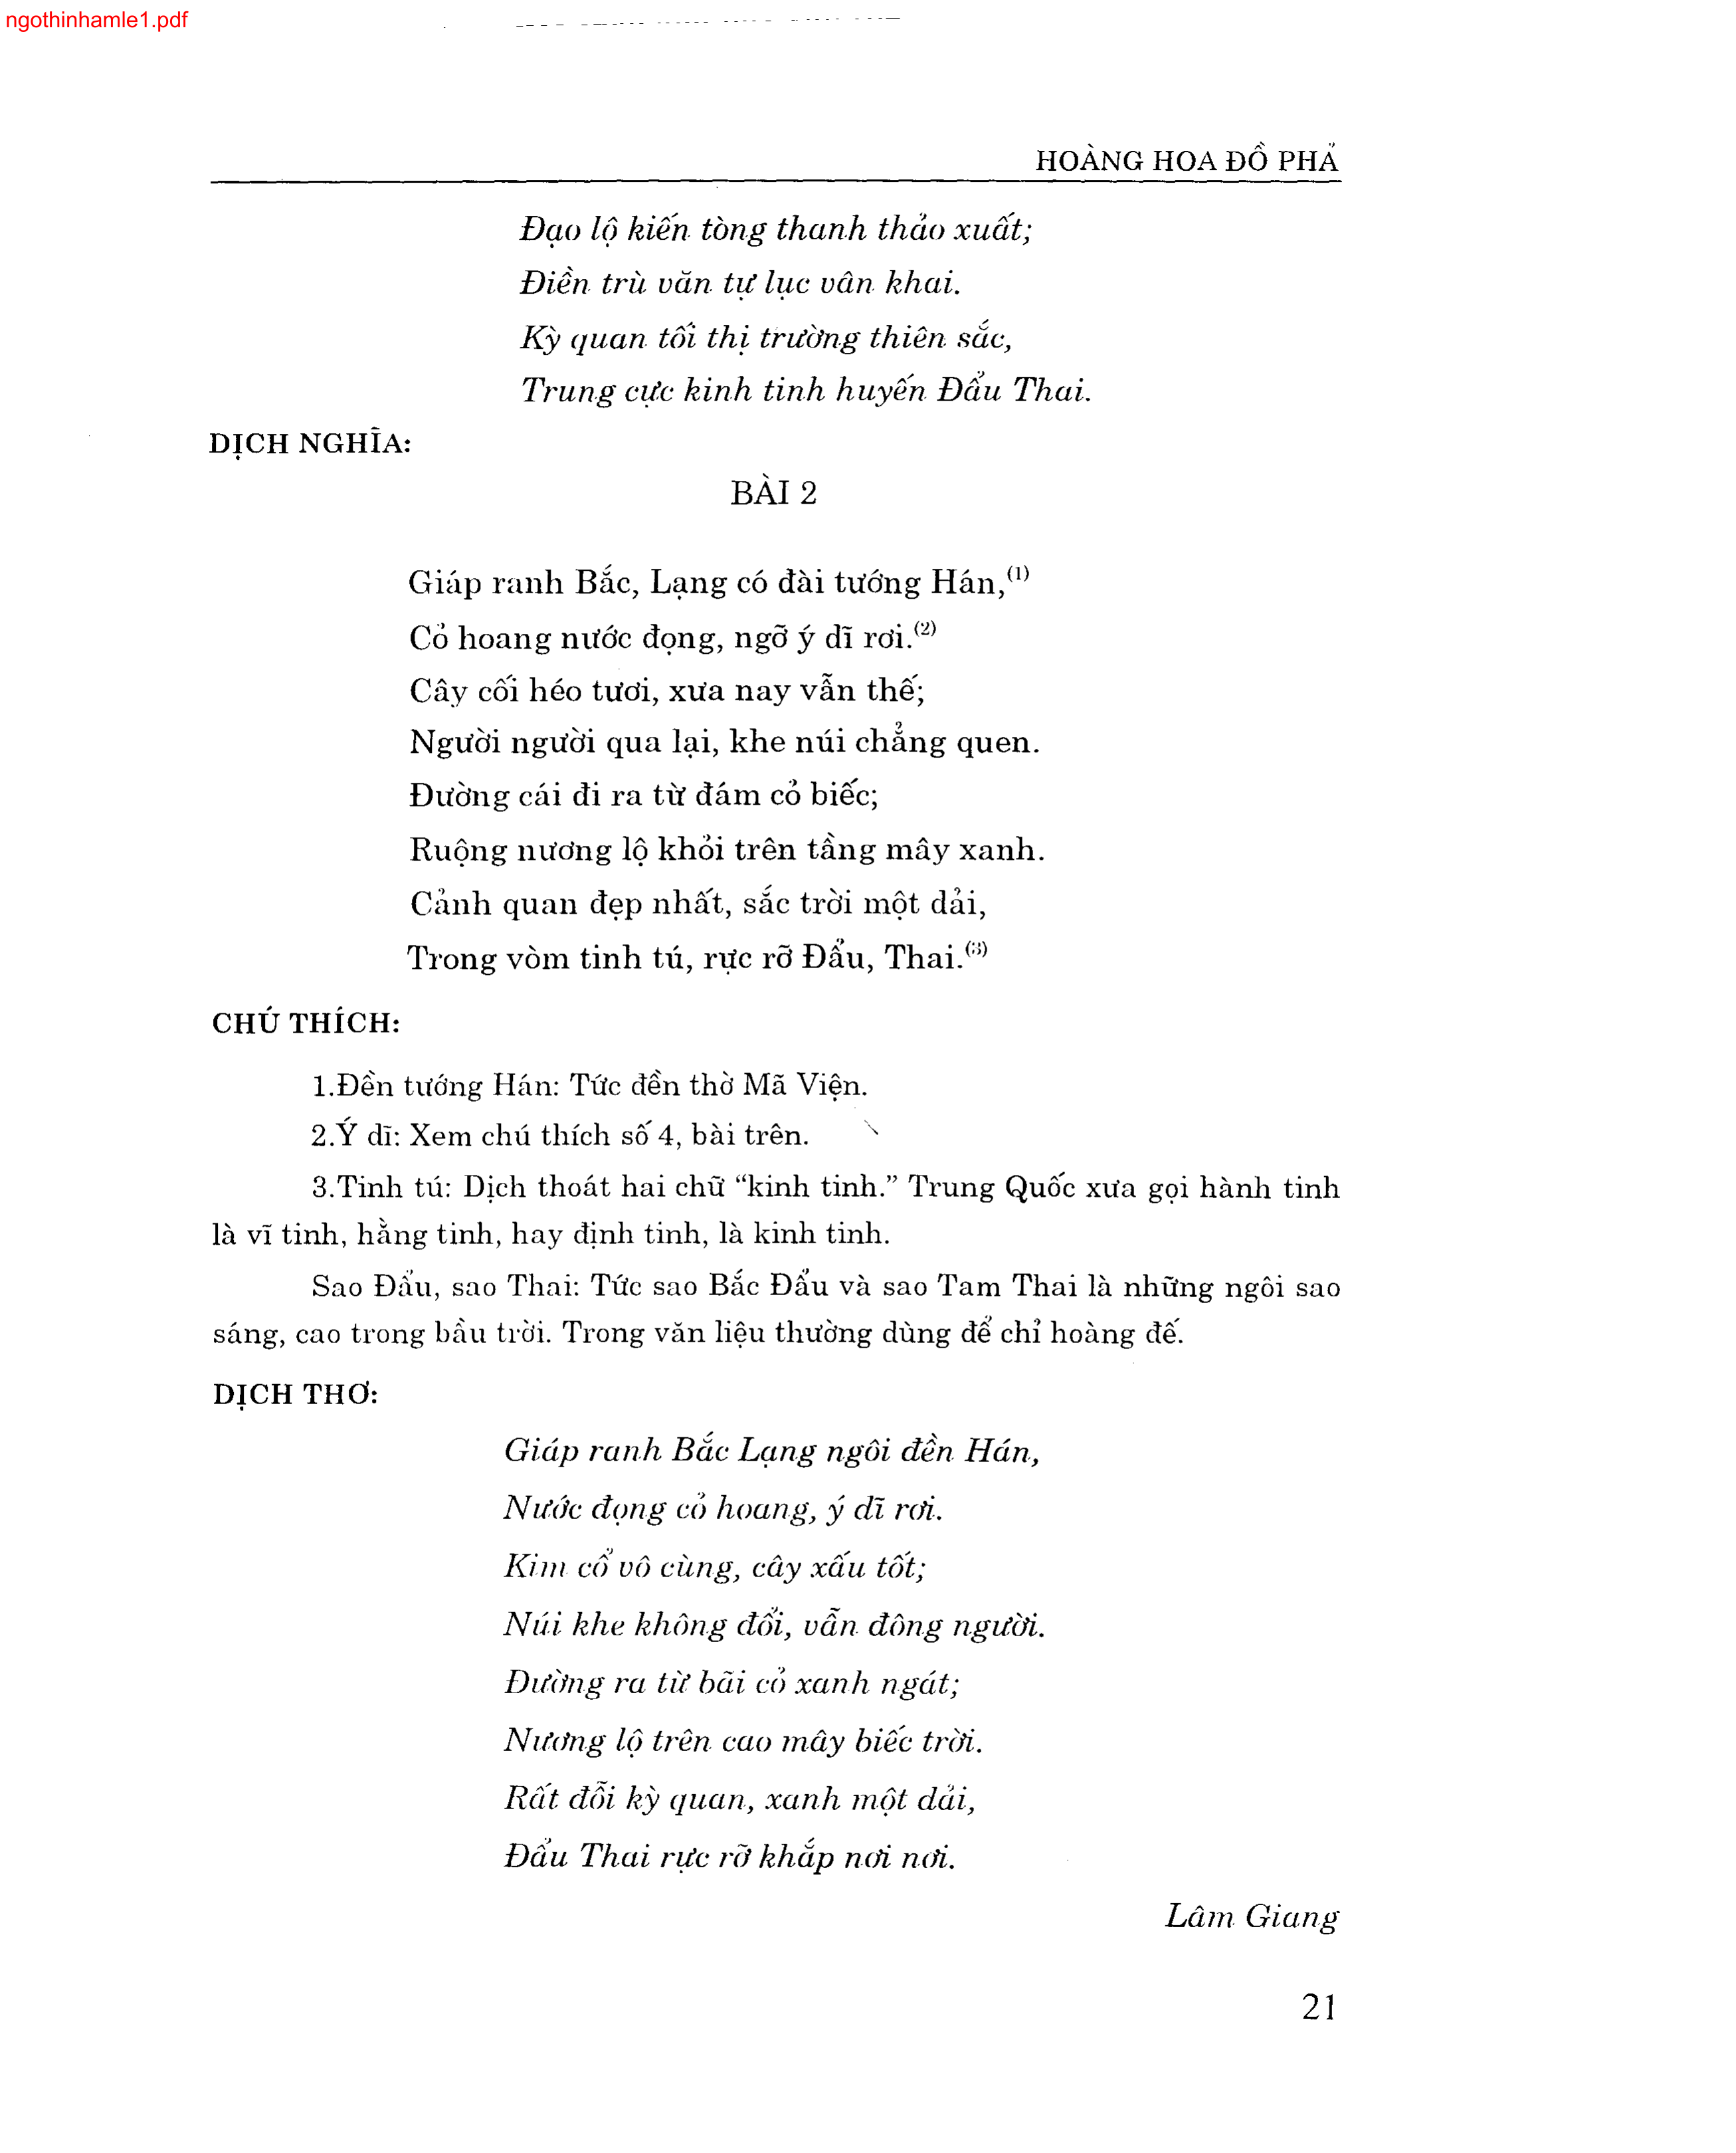 ngothinhamle1.pdf
HOÀNG HOA ĐỒ PHẢ
Đạo lộ kiến tòng thanh thảo xuất;
Điền trù văn tự lục vân khai.
Kỳ quan tối thị trường thiên sắc,
Trung cực kinh tinh huyến Đẩu Thai.
DỊCH NGHĨA:
BÀI 2
Giáp ranh Bắc, Lạng có đài tướng Hán,(1)
Cỏ hoang nước đọng, ngỡ ý dĩ rơi.(2)
Cây cối héo tươi, xưa nay vẫn thế;
Người người qua lại, khe núi chẳng quen.
Đường cái đi ra từ đám cỏ biếc;
Ruộng nương lộ khỏi trên tầng mây xanh.
Cảnh quan đẹp nhất, sắc trời một dải,
Trong vòm tinh tú, rực rỡ Đẩu, Thai.(3)
CHÚ THÍCH:
1.Đền tướng Hán: Tức đền thờ Mã Viện.
2.Ý dĩ: Xem chú thích số 4, bài trên.
3.Tinh tú: Dịch thoát hai chữ “kinh tinh.” Trung Quốc xưa gọi hành tinh
là vĩ tinh, hằng tinh, hay định tinh, là kinh tinh.
Sao Đẩu, sao Thai: Tức sao Bắc Đẩu và sao Tam Thai là những ngôi sao
sáng, cao trong bầu trời. Trong văn liệu thường dùng để chỉ hoàng đế.
DỊCH THƠ:
Giáp ranh Bắc Lạng ngôi đền Hán,
Nước đọng cỏ hoang, ý dĩ rơi.
Kim cổ vô cùng, cây xấu tốt;
Núi khe không đổi, vẫn đông người.
Đường ra từ bãi cỏ xanh ngát;
Nương lộ trên cao mây biếc trời.
Rất đỗi kỳ quan, xanh một dải,
Đẩu Thai rực rỡ khắp nơi nơi.
Lâm Giang
21